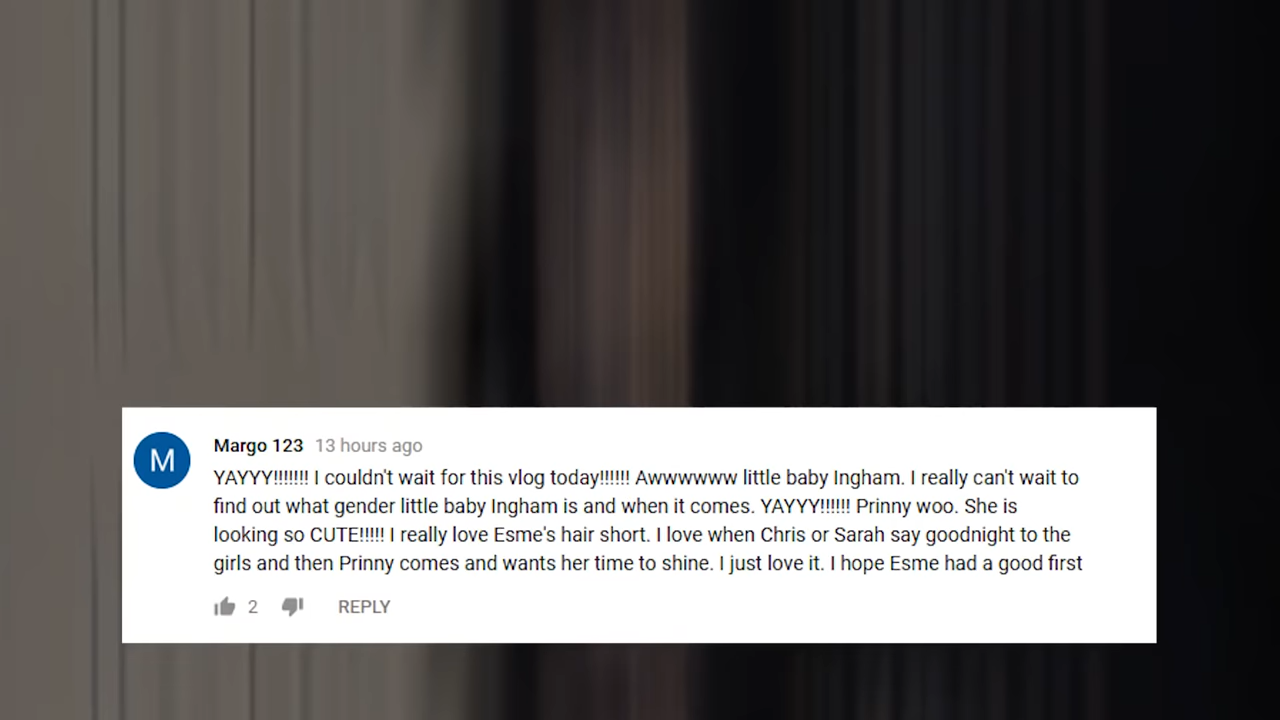 M
Margo 123 13 hours ago
YAYYY!!!!!!! I couldn't wait for this vlog today!!!!!! Awwwwww little baby Ingham. I really can't wait to
find out what gender little baby Ingham is and when it comes. YAYYY!!!!!! Prinny woo. She is
looking so CUTE!!!!! I really love Esme's hair short. I love when Chris or Sarah say goodnight to the
girls and then Prinny comes and wants her time to shine. I just love it. I hope Esme had a good first
2 REPLY